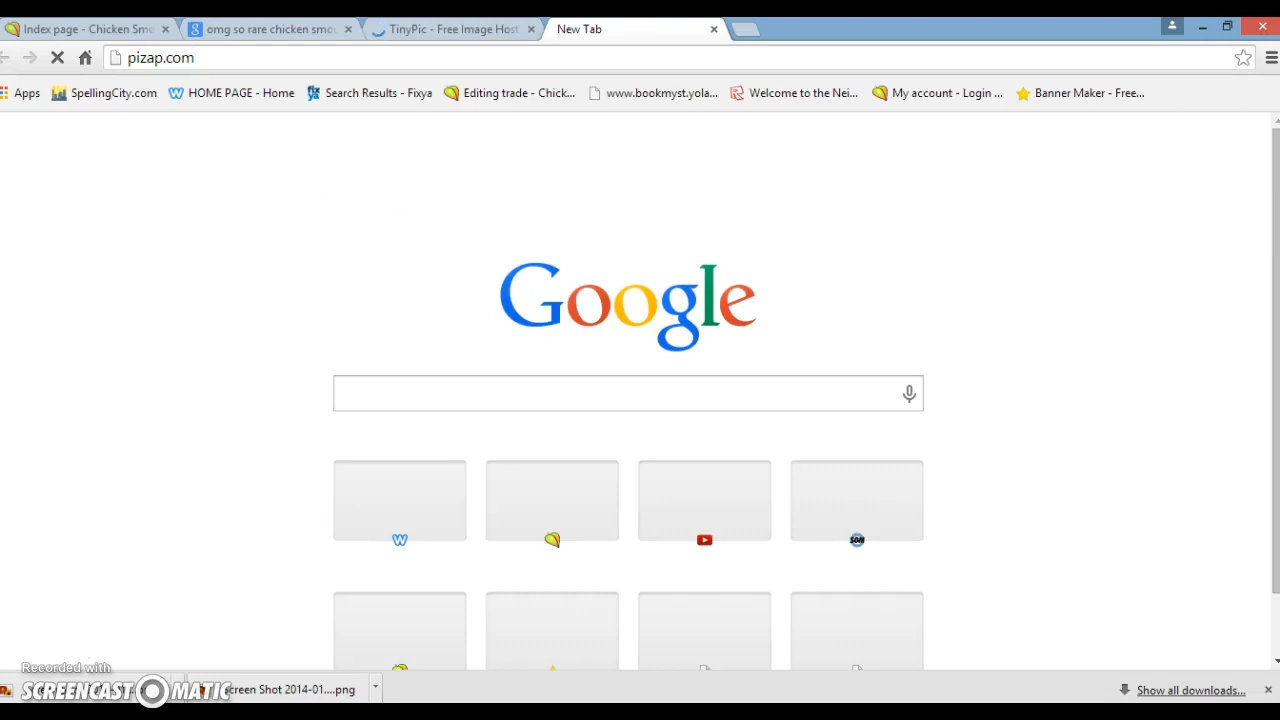 Index page - Chicken Smo
omg so rare chicken smou
TinyPic - Free Image Host
New Tab
pizap.com
Apps
SpellingCity.com
HOME PAGE - Home
Search Results - Fixya
Editing trade - Chick...
www.bookmyst.yola...
Welcome to the Nei...
My account - Login ...
Banner Maker - Free...
Google
W
SGM
Recorded with
SCREENCAST-O-MATIC
creen Shot 2014-01....png
Show all downloads...